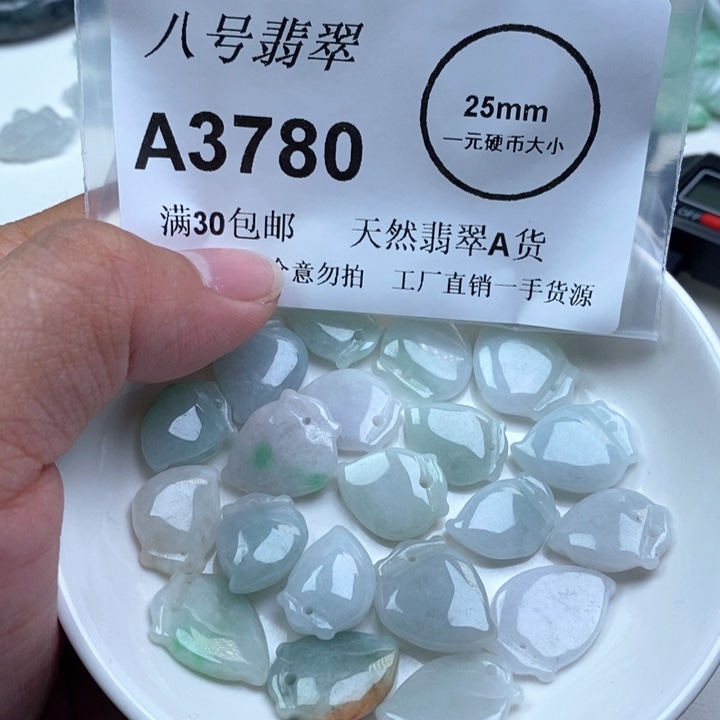 八号翡翠
A3780
25mm
一元硬币大小
满30包邮 天然翡翠A货
意勿拍 工厂直销一手货源
OFF